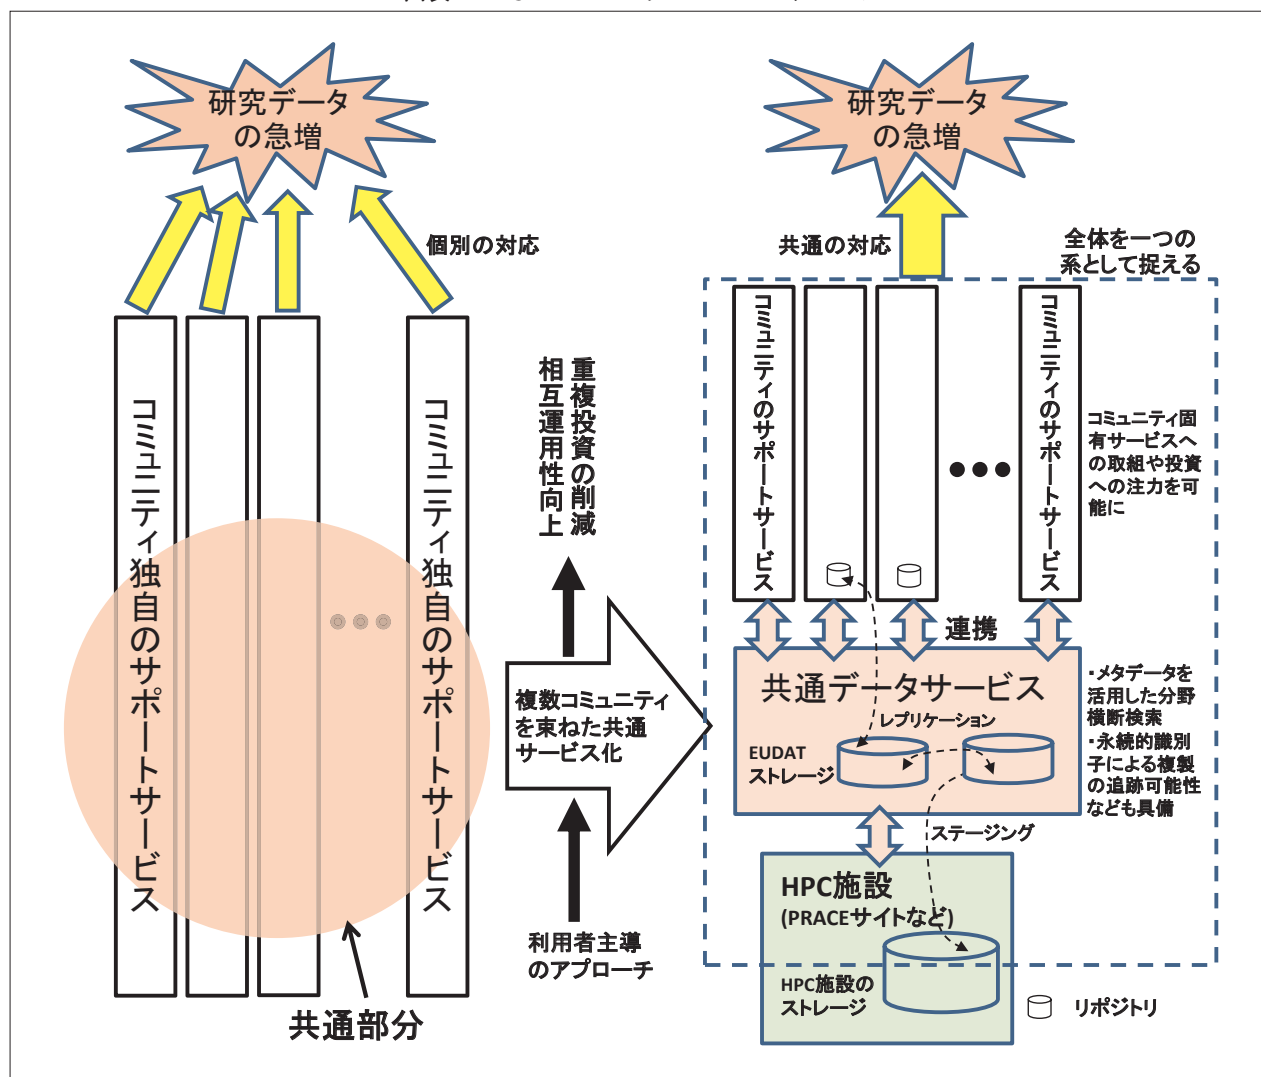 研究データ
の急増
個別の対応
コミュニティ独自のサポートサービス
コミュニティ独自のサポートサービス
共通部分
重複投資の削減
相互運用性向上
複数コミュニティ
を束ねた共通
サービス化
利用者主導
のアプローチ
研究データ
の急増
共通の対応
全体を一つの
系として捉える
コミュニティのサポートサービス
コミュニティのサポートサービス
コミュニティ固
有サービスへ
の取組や投資
への注力を可
能に
連携
共通データサービス
レプリケーション
EUDAT
ストレージ
・メタデータを
活用した分野
横断検索
・永続的識別
子による複製
の追跡可能性
なども具備
ステージング
HPC施設
(PRACEサイトなど)
HPC施設の
ストレージ
リポジトリ